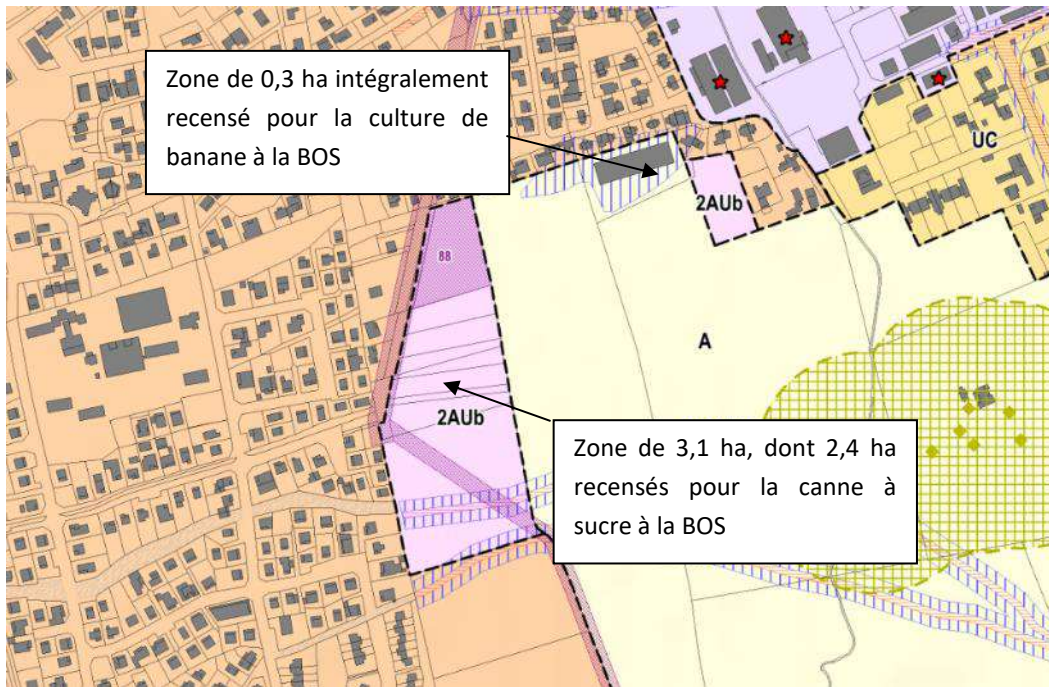 Zone de 0,3 ha intégralement
recensé pour la culture de
banane à la BOS
UC
2AUb
88
A
2AUb
Zone de 3,1 ha, dont 2,4 ha
recensés pour la canne à
sucre à la BOS